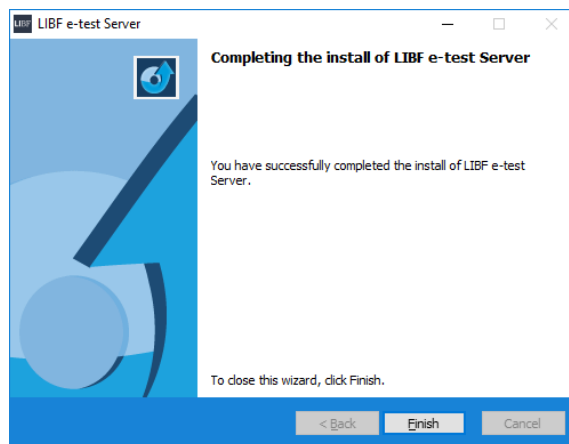 LIBF LIBF e-test Server
Completing the install of LIBF e-test Server
You have successfully completed the install of LIBF e-test
Server.
To close this wizard, click Finish.
< Back Finish Cancel